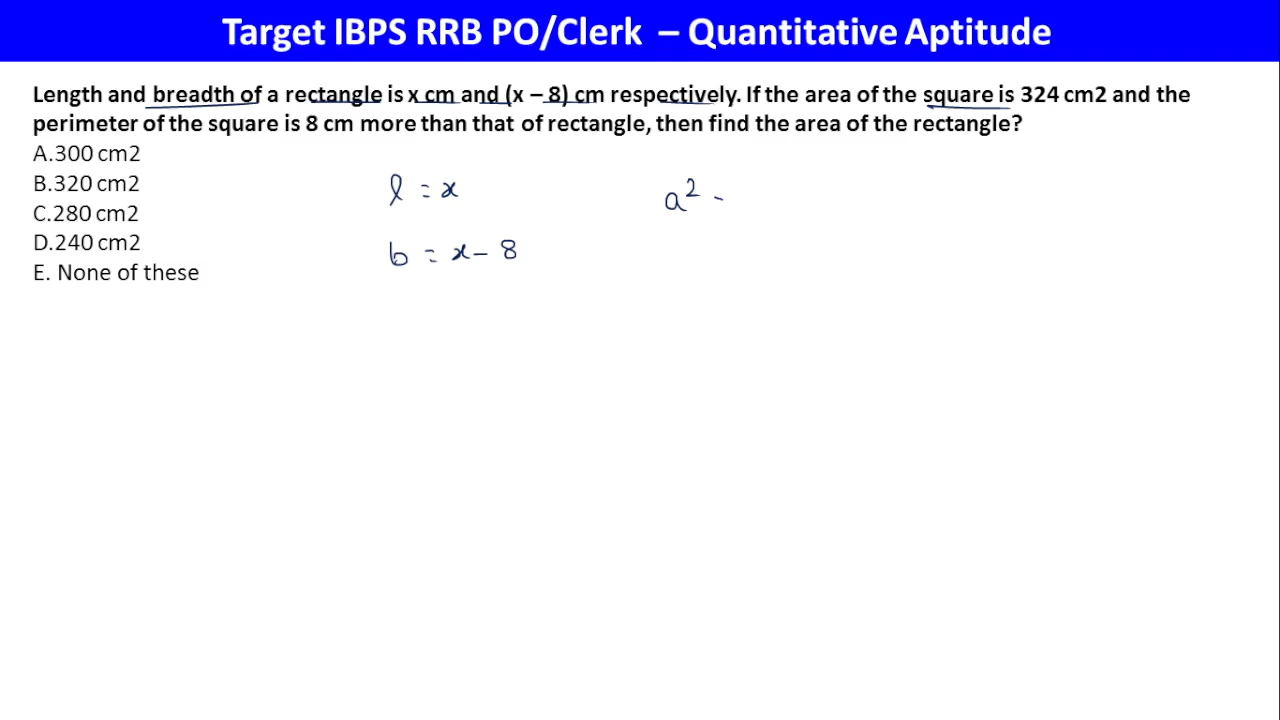 Target IBPS RRB PO/Clerk – Quantitative Aptitude
Length and breadth of a rectangle is x cm and (x – 8) cm respectively. If the area of the square is 324 cm2 and the
perimeter of the square is 8 cm more than that of rectangle, then find the area of the rectangle?
A.300 cm2
B.320 cm2
C.280 cm2
D.240 cm2
E. None of these
l = x
b = x - 8
a² -